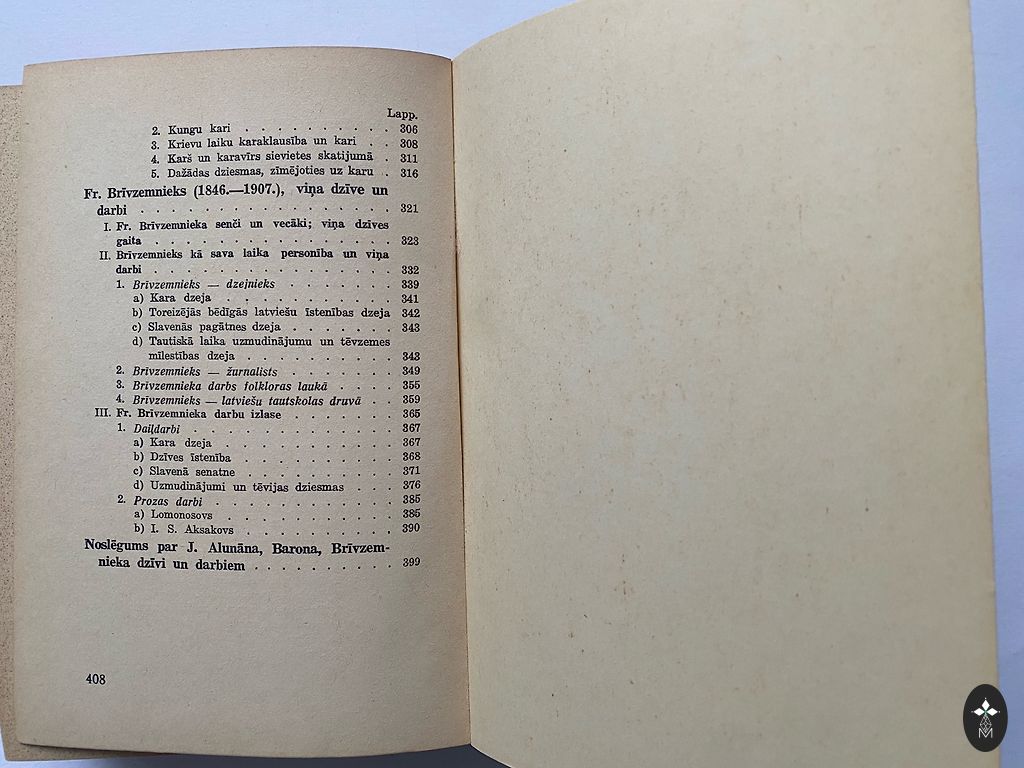 Lapp.
2. Kungu kari . . . . . . . . . . 306
3. Krievu laiku karaklausība un kari . . 308
4. Karš un karavīrs sievietes skatijumā . 311
5. Dažādas dziesmas, zīmējoties uz karu . 316
Fr. Brīvzemnieks (1846.—1907.), viņa dzīve un
darbi . . . . . . . . . . . . . . . . 321
I. Fr. Brīvzemnieka senči un vecāki; viņa dzīves
gaita . . . . . . . . . . . . . . . 323
II. Brīvzemnieks kā sava laika personība un viņa
darbi . . . . . . . . . . . . . . . 332
1. Brīvzemnieks — dzejnieks . . . . . . . 339
a) Kara dzeja . . . . . . . . . . . 341
b) Toreizējās bēdīgās latviešu īstenības dzeja 342
c) Slavenās pagātnes dzeja . . . . . . . 343
d) Tautiskā laika uzmudinājumu un tēvzemes
mīlestības dzeja . . . . . . . . . . 343
2. Brīvzemnieks — žurnalists . . . . . . . 349
3. Brīvzemnieka darbs folkloras laukā . . . . 355
4. Brīvzemnieks — latviešu tautskolas druvā . . 359
III. Fr. Brīvzemnieka darbu izlase . . . . . . . 365
1. Daiļdarbi . . . . . . . . . . . . . 367
a) Kara dzeja . . . . . . . . . . . 367
b) Dzīves īstenība . . . . . . . . . . 368
c) Slavenā senatne . . . . . . . . . . 371
d) Uzmudinājumi un tēvijas dziesmas . . . 376
2. Prozas darbi . . . . . . . . . . . . 385
a) Lomonosovs . . . . . . . . . . . 385
b) I. S. Aksakovs . . . . . . . . . . 390
Noslēgums par J. Alunāna, Barona, Brīvzem-
nieka dzīvi un darbiem . . . . . . . . . . 399
408
M